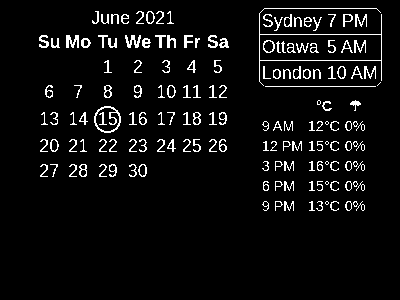 June 2021
Su Mo Tu We Th Fr Sa
1 2 3 4 5
6 7 8 9 10 11 12
13 14 15 16 17 18 19
20 21 22 23 24 25 26
27 28 29 30
Sydney 7 PM
Ottawa 5 AM
London 10 AM
°C
9 AM 12°C 0%
12 PM 15°C 0%
3 PM 16°C 0%
6 PM 15°C 0%
9 PM 13°C 0%